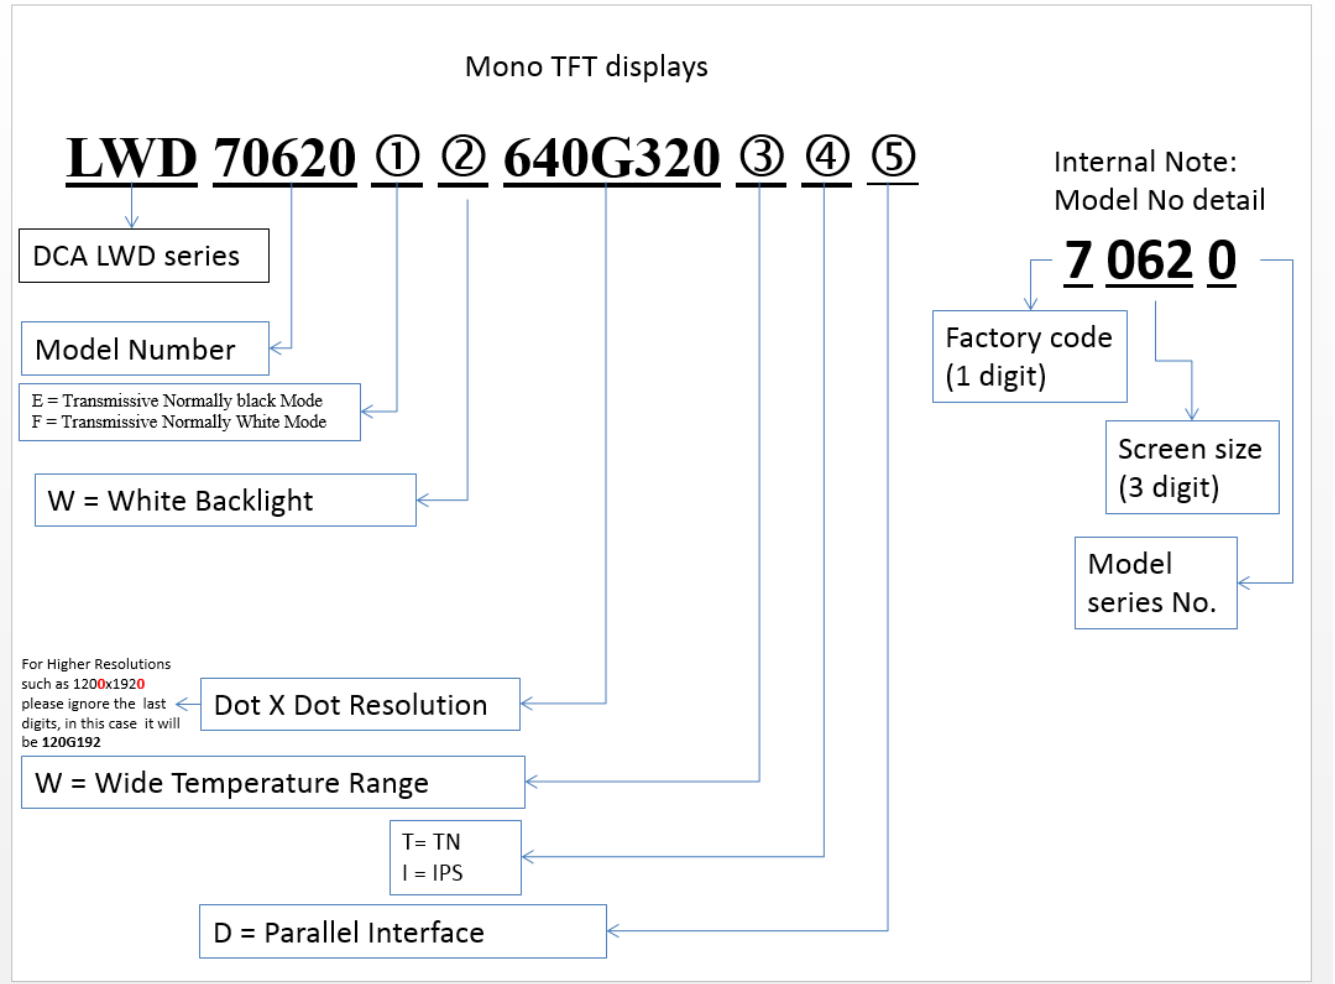 Mono TFT displays
LWD 70620 ① ② 640G320 ③ ④ ⑤
DCA LWD series
Model Number
E = Transmissive Normally black Mode
F = Transmissive Normally White Mode
W = White Backlight
For Higher Resolutions
such as 1200x1920
please ignore the last
digits, in this case it will
be 120G192
Dot X Dot Resolution
W = Wide Temperature Range
T= TN
I = IPS
D = Parallel Interface
Internal Note:
Model No detail
7 062 0
Factory code
(1 digit)
Screen size
(3 digit)
Model
series No.